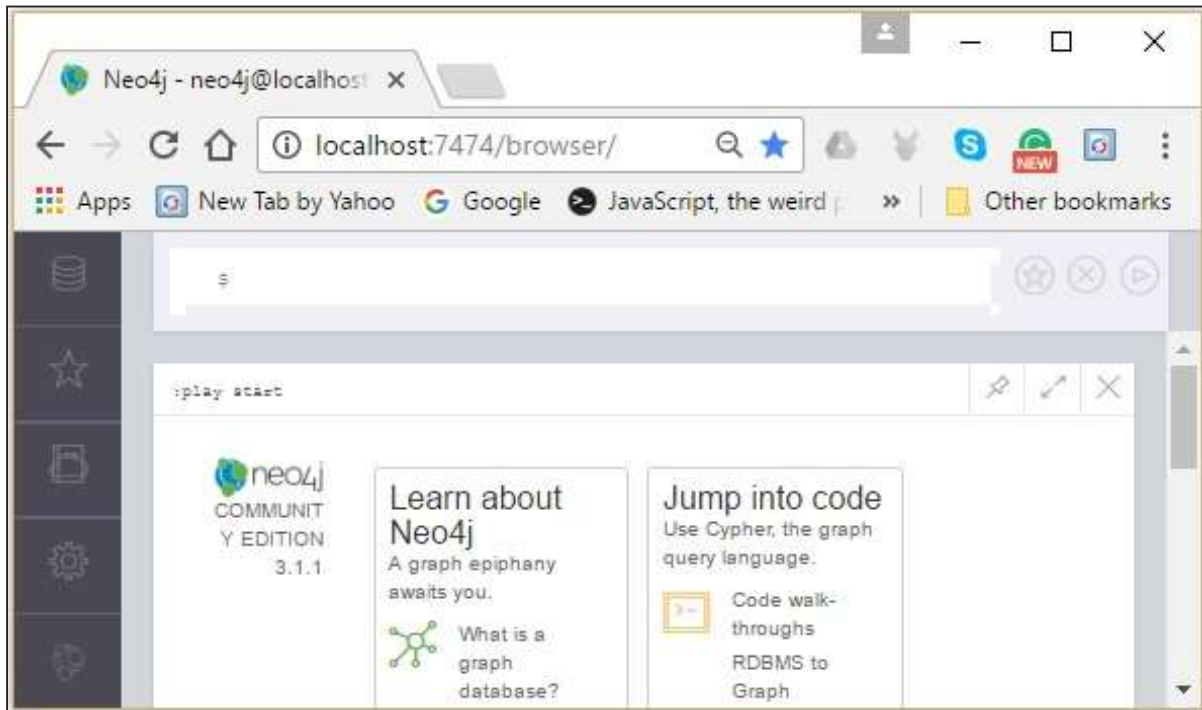 Neo4j - neo4j@localhost
localhost:7474/browser/
NEW
Apps New Tab by Yahoo Google JavaScript, the weird p » Other bookmarks
$
:play start
neo4j
COMMUNIT
Y EDITION
3.1.1
Learn about
Neo4j
A graph epiphany
awaits you.
What is a
graph
database?
Jump into code
Use Cypher, the graph
query language.
Code walk-
throughs
RDBMS to
Graph